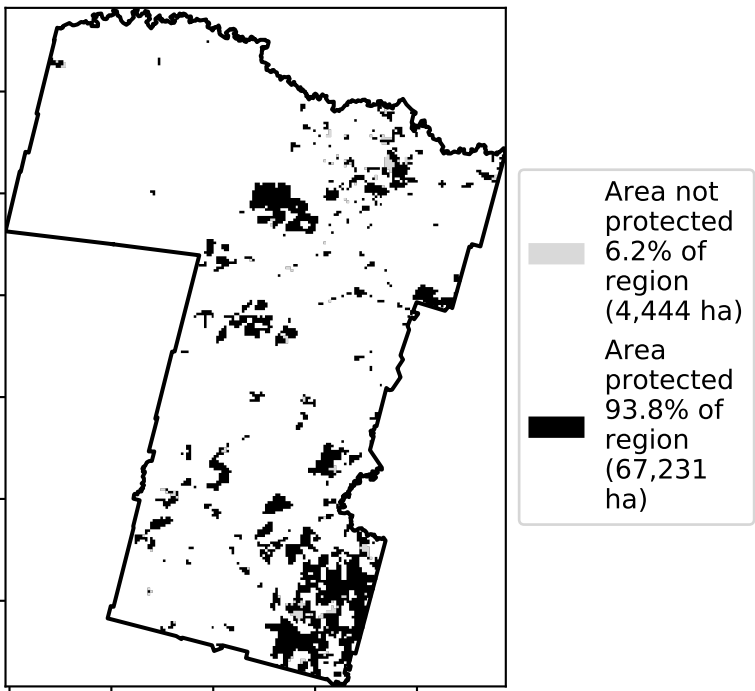 Area not
protected
6.2% of
region
(4,444 ha)
Area
protected
93.8% of
region
(67,231
ha)